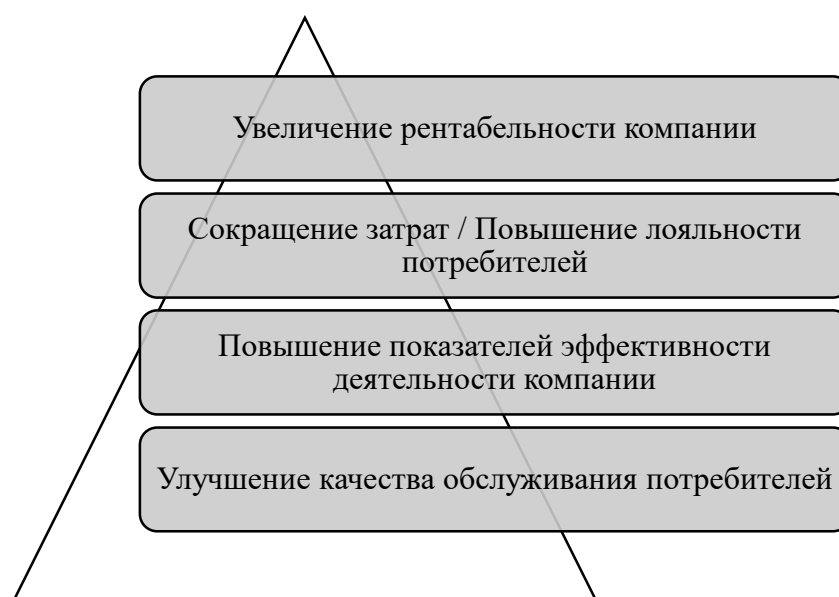 Увеличение рентабельности компании
Сокращение затрат / Повышение лояльности
потребителей
Повышение показателей эффективности
деятельности компании
Улучшение качества обслуживания потребителей